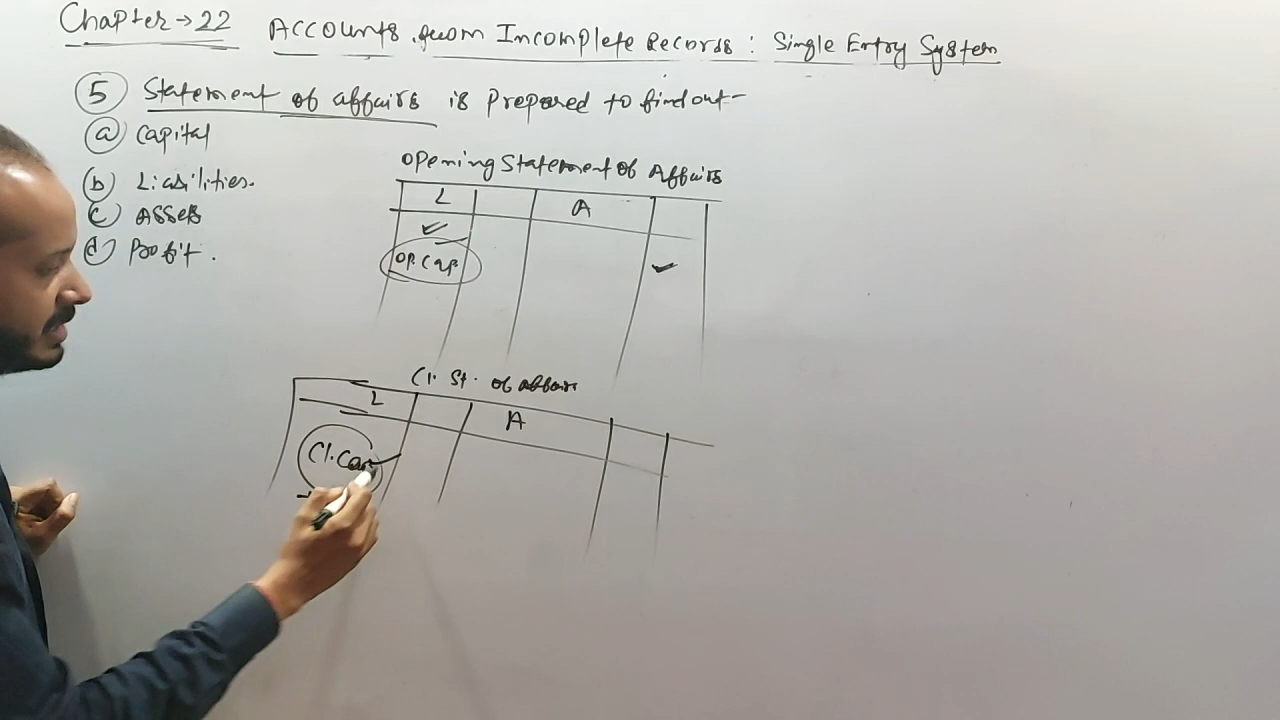 Chapter → 22 Accounts from Incomplete Records : Single Entry System
5 Statement of affairs is prepared to find out -
a Capital
b Liabilities.
c Assets
d Profit.
Opening Statement of Affairs
L A
op. Cap.
Cl. St. of affairs
L A
Cl. Cap